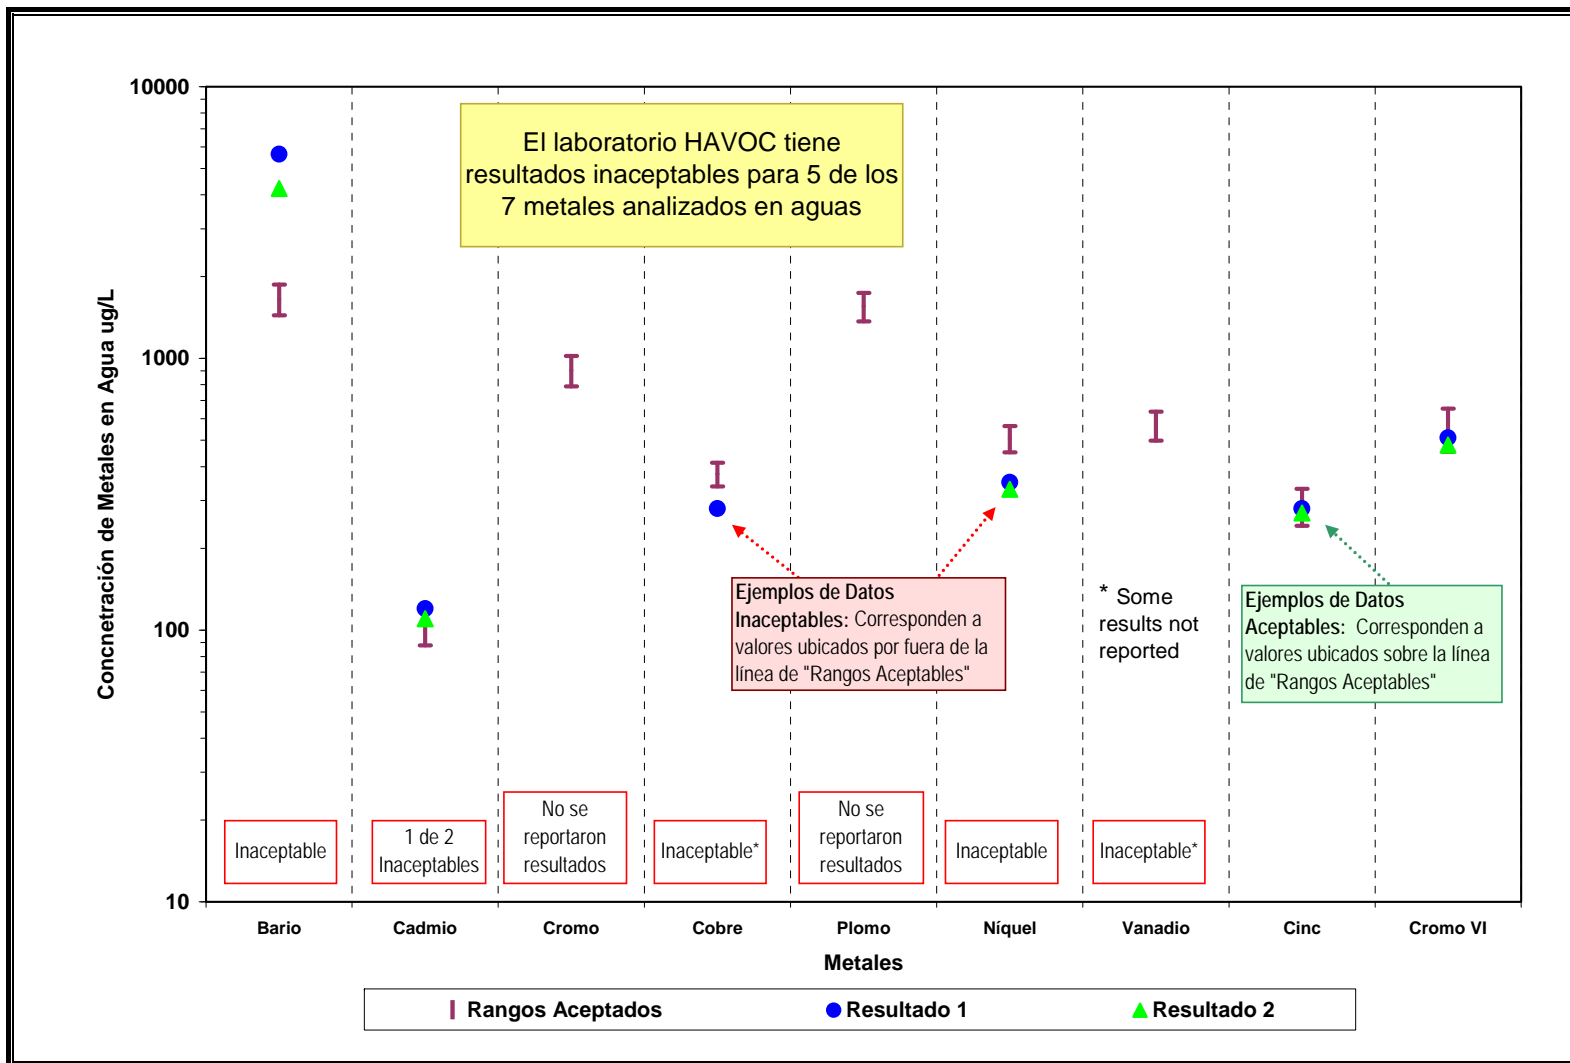 El laboratorio HAVOC tiene
resultados inaceptables para 5 de los
7 metales analizados en aguas
Concnetración de Metales en Agua ug/L
10000
1000
100
10
Ejemplos de Datos
Inaceptables: Corresponden a
valores ubicados por fuera de la
línea de "Rangos Aceptables"
* Some
results not
reported
Ejemplos de Datos
Aceptables: Corresponden a
valores ubicados sobre la línea
de "Rangos Aceptables"
Inaceptable
1 de 2
Inaceptables
No se
reportaron
resultados
Inaceptable*
No se
reportaron
resultados
Inaceptable
Inaceptable*
Bario
Cadmio
Cromo
Cobre
Plomo
Níquel
Vanadio
Cinc
Cromo VI
Metales
Rangos Aceptados
Resultado 1
Resultado 2